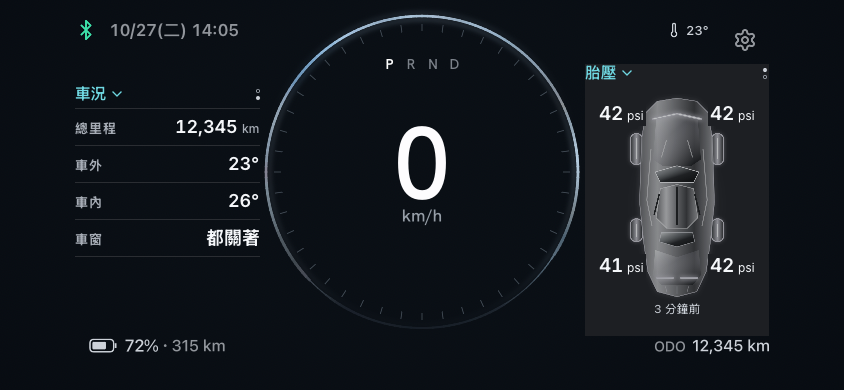 10/27(二) 14:05
23°
P R N D
車況
總里程 12,345 km
車外 23°
車內 26°
車窗 都關著
0
km/h
胎壓
42 psi 42 psi
41 psi 42 psi
3 分鐘前
72% · 315 km
ODO 12,345 km